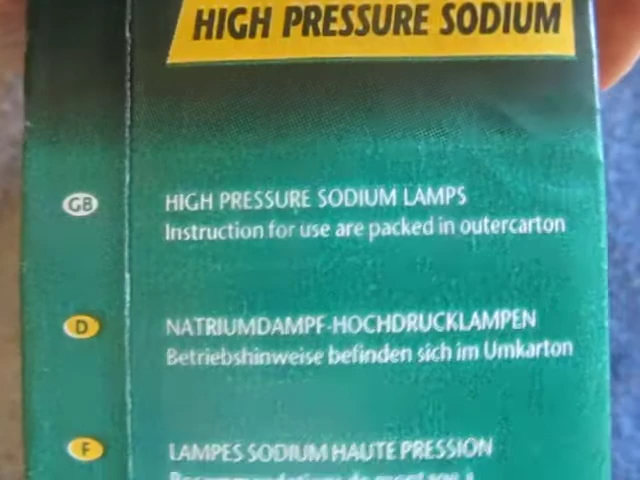 HIGH PRESSURE SODIUM
GB
HIGH PRESSURE SODIUM LAMPS
Instruction for use are packed in outercarton
D
NATRIUMDAMPF-HOCHDRUCKLAMPEN
Betriebshinweise befinden sich im Umkarton
F
LAMPES SODIUM HAUTE PRESSION